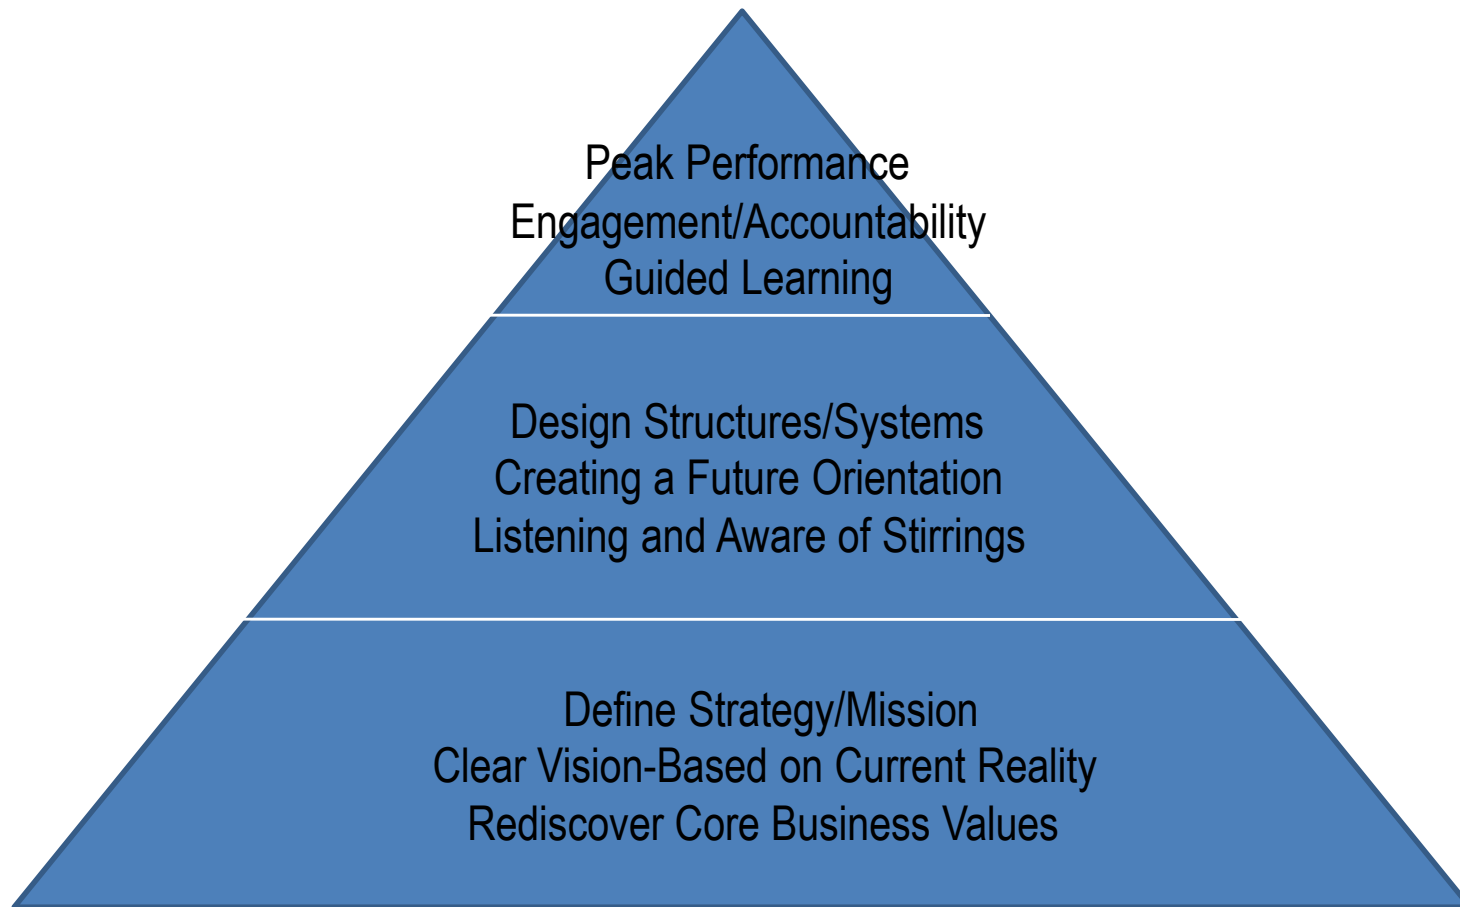 Peak Performance
Engagement/Accountability
Guided Learning
Design Structures/Systems
Creating a Future Orientation
Listening and Aware of Stirrings
Define Strategy/Mission
Clear Vision-Based on Current Reality
Rediscover Core Business Values